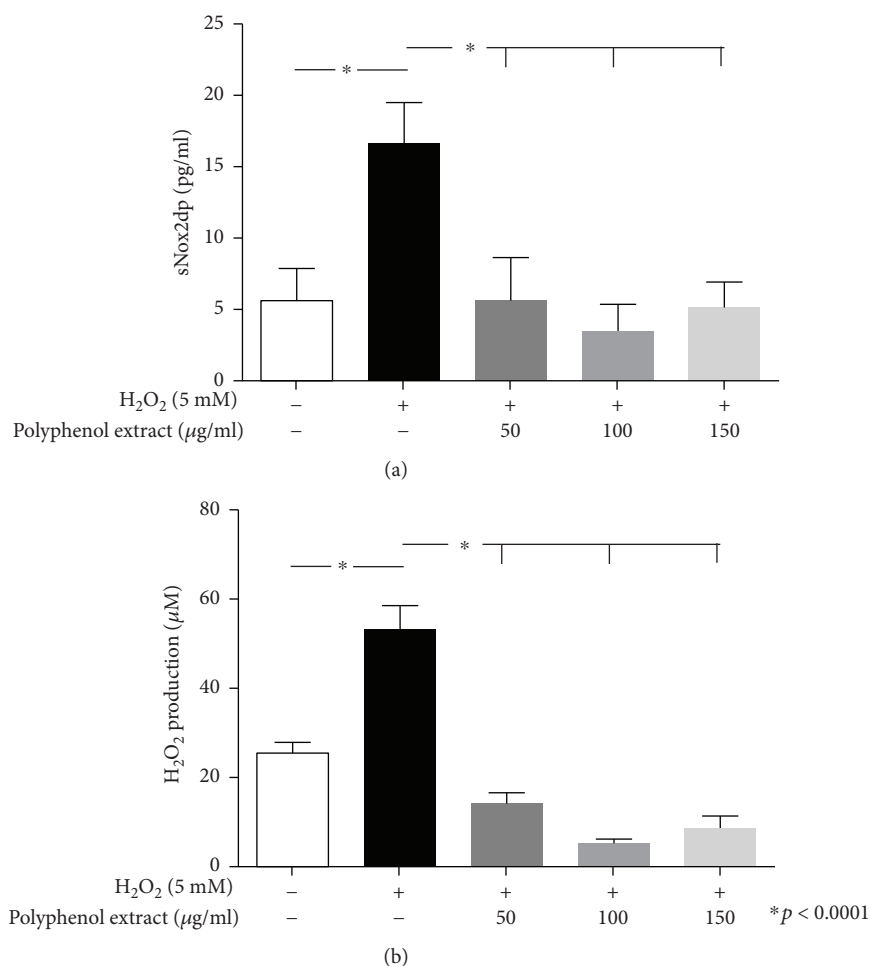 25
20
15
10
5
0
sNox2dp (pg/ml)
*
*
H₂O₂ (5 mM) − + + + +
Polyphenol extract (μg/ml) − − 50 100 150
(a)
80
60
40
20
0
H₂O₂ production (μM)
*
*
H₂O₂ (5 mM) − + + + +
Polyphenol extract (μg/ml) − − 50 100 150
*p < 0.0001
(b)